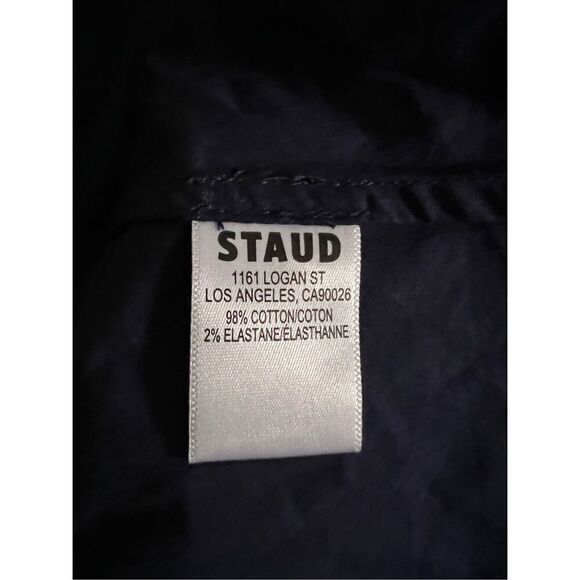 STAUD
1161 LOGAN ST
LOS ANGELES, CA90026
98% COTTON/COTON
2% ELASTANE/ÉLASTHANNE